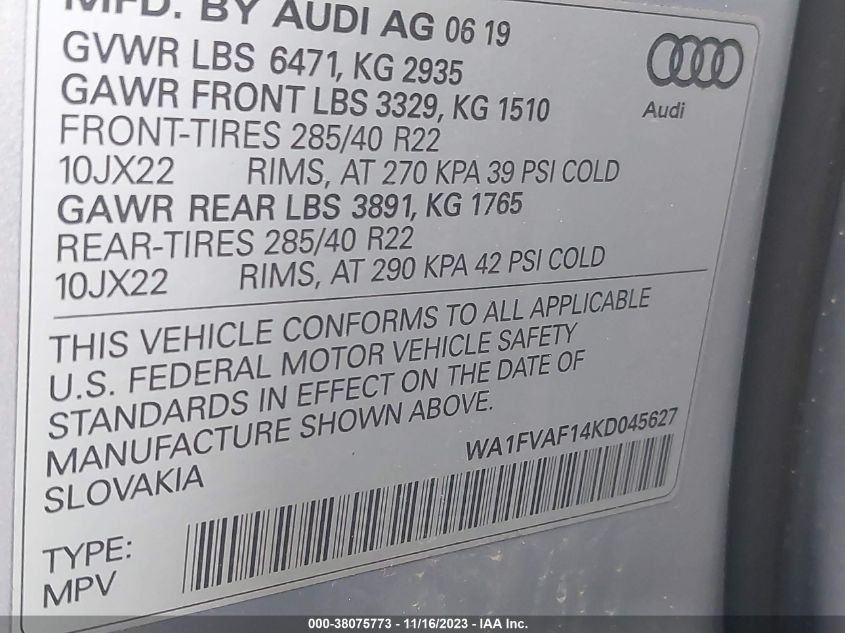 MFD. BY AUDI AG 06 19
GVWR LBS 6471, KG 2935
GAWR FRONT LBS 3329, KG 1510
FRONT-TIRES 285/40 R22
10JX22 RIMS, AT 270 KPA 39 PSI COLD
GAWR REAR LBS 3891, KG 1765
REAR-TIRES 285/40 R22
10JX22 RIMS, AT 290 KPA 42 PSI COLD
Audi
THIS VEHICLE CONFORMS TO ALL APPLICABLE
U.S. FEDERAL MOTOR VEHICLE SAFETY
STANDARDS IN EFFECT ON THE DATE OF
MANUFACTURE SHOWN ABOVE.
SLOVAKIA
WA1FVAF14KD045627
TYPE:
MPV
000-38075773 - 11/16/2023 - IAA Inc.